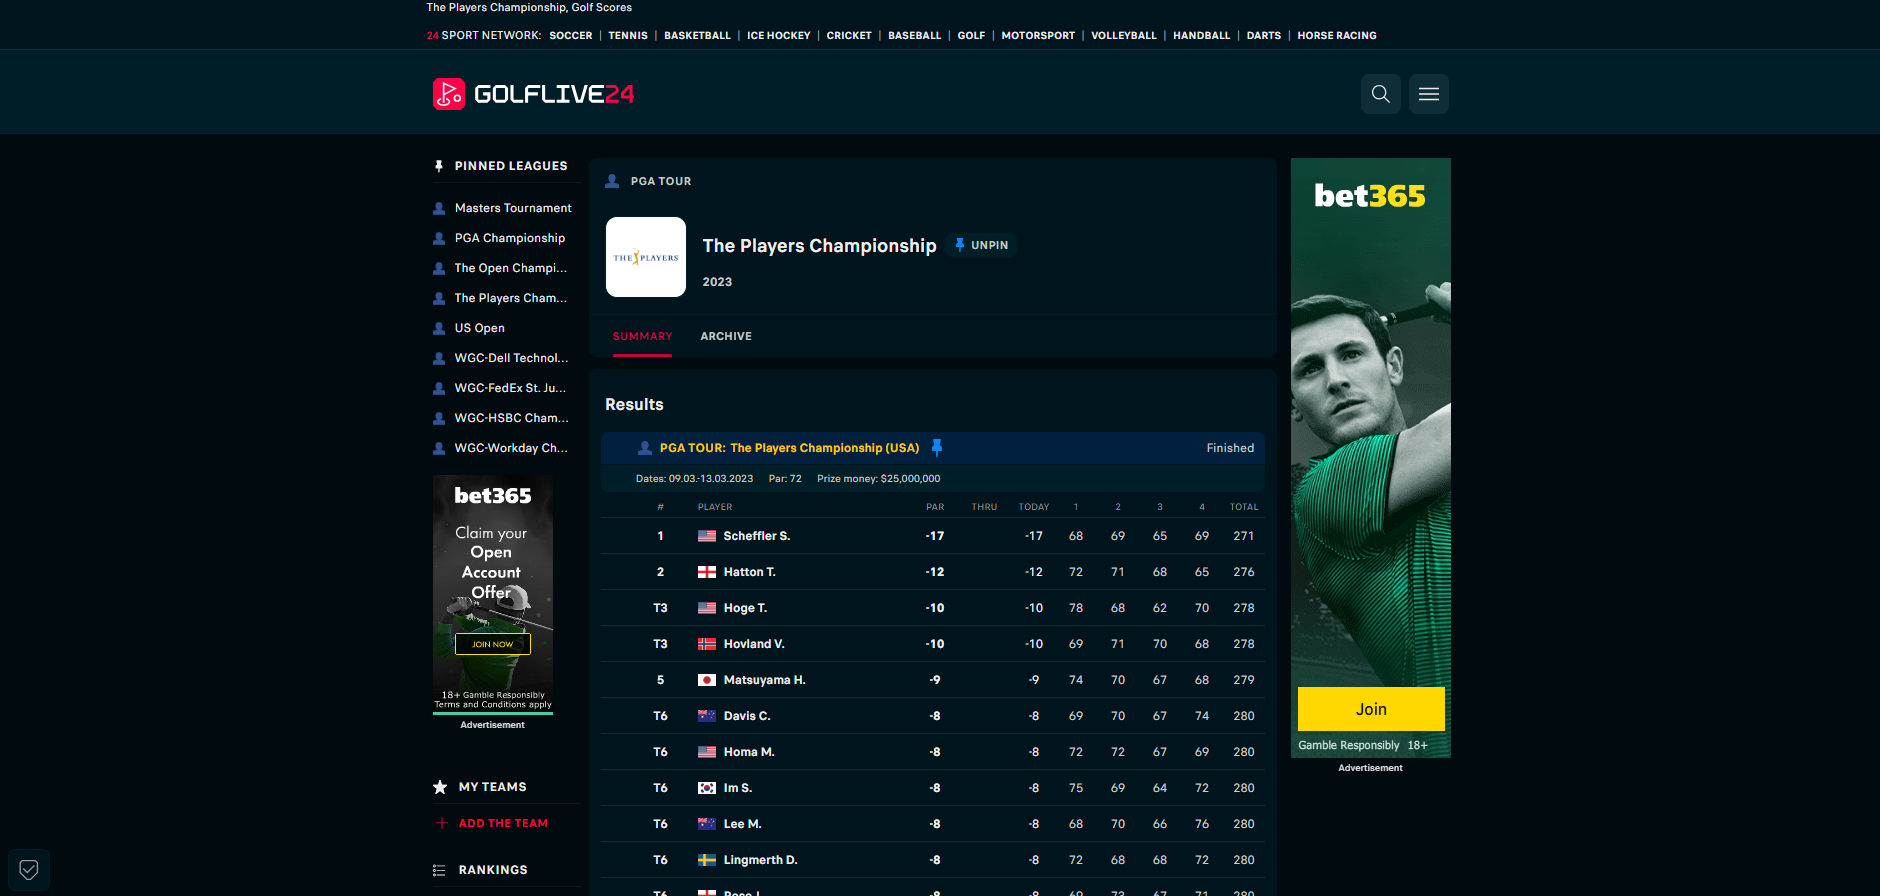 The Players Championship, Golf Scores
24 SPORT NETWORK: SOCCER | TENNIS | BASKETBALL | ICE HOCKEY | CRICKET | BASEBALL | GOLF | MOTORSPORT | VOLLEYBALL | HANDBALL | DARTS | HORSE RACING
GOLFLIVE24
PINNED LEAGUES
Masters Tournament
PGA Championship
The Open Champi...
The Players Cham...
US Open
WGC-Dell Technol...
WGC-FedEx St. Ju...
WGC-HSBC Cham...
WGC-Workday Ch...
bet365
Claim your
Open
Account
Offer
JOIN NOW
18+ Gamble Responsibly
Terms and Conditions apply
Advertisement
MY TEAMS
ADD THE TEAM
RANKINGS
PGA TOUR
THE PLAYERS
The Players Championship UNPIN
2023
SUMMARY ARCHIVE
Results
PGA TOUR: The Players Championship (USA) Finished
Dates: 09.03.-13.03.2023 Par: 72 Prize money: $25,000,000
# PLAYER PAR THRU TODAY 1 2 3 4 TOTAL
1 Scheffler S. -17 -17 68 69 65 69 271
2 Hatton T. -12 -12 72 71 68 65 276
T3 Hoge T. -10 -10 78 68 62 70 278
T3 Hovland V. -10 -10 69 71 70 68 278
5 Matsuyama H. -9 -9 74 70 67 68 279
T6 Davis C. -8 -8 69 70 67 74 280
T6 Homa M. -8 -8 72 72 67 69 280
T6 Im S. -8 -8 75 69 64 72 280
T6 Lee M. -8 -8 68 70 66 76 280
T6 Lingmerth D. -8 -8 72 68 68 72 280
T6 Rose J. -8 -8 69 73 67 71 280
bet365
Join
Gamble Responsibly 18+
Advertisement